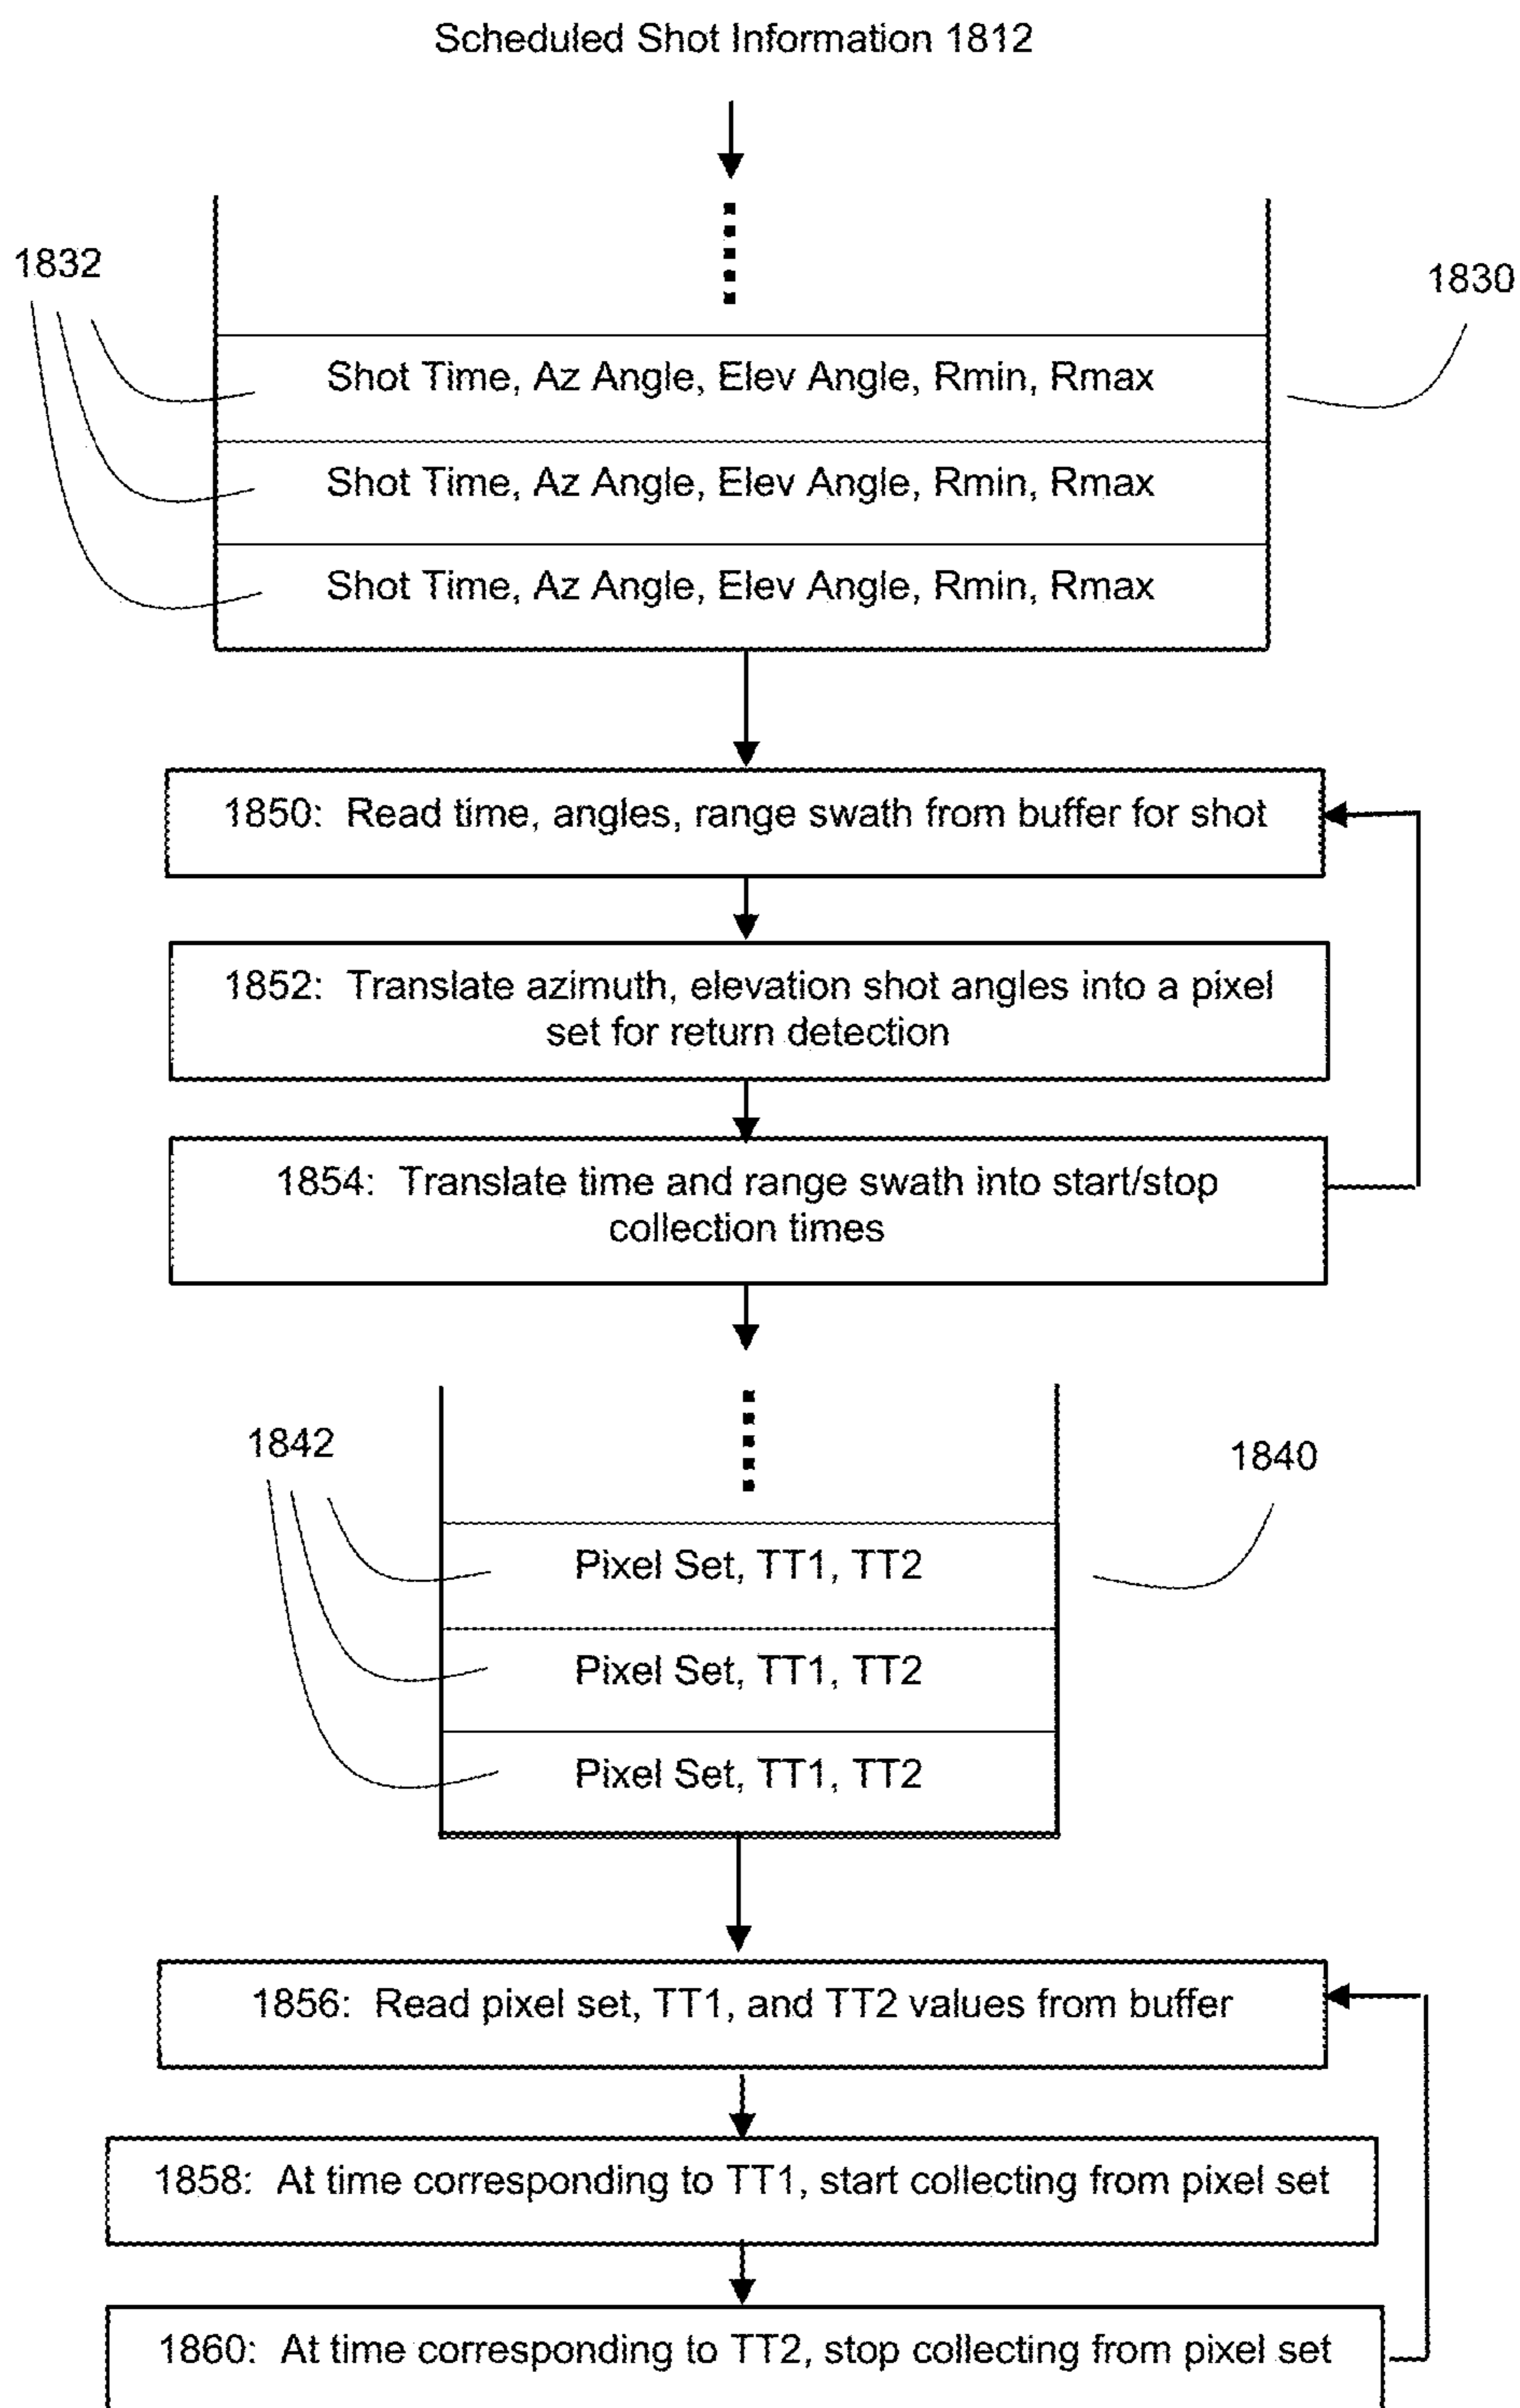 Scheduled Shot Information 1812
1832
1830
Shot Time, Az Angle, Elev Angle, Rmin, Rmax
Shot Time, Az Angle, Elev Angle, Rmin, Rmax
Shot Time, Az Angle, Elev Angle, Rmin, Rmax
1850: Read time, angles, range swath from buffer for shot
1852: Translate azimuth, elevation shot angles into a pixel
set for return detection
1854: Translate time and range swath into start/stop
collection times
1842
1840
Pixel Set, TT1, TT2
Pixel Set, TT1, TT2
Pixel Set, TT1, TT2
1856: Read pixel set, TT1, and TT2 values from buffer
1858: At time corresponding to TT1, start collecting from pixel set
1860: At time corresponding to TT2, stop collecting from pixel set